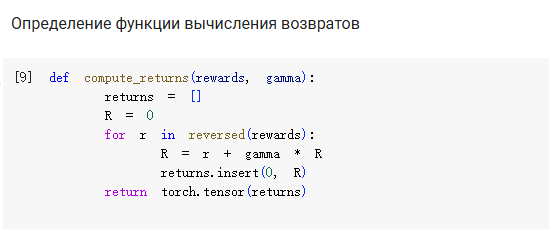 Определение функции вычисления возвратов
[9] def compute_returns(rewards, gamma):
returns = []
R = 0
for r in reversed(rewards):
R = r + gamma * R
returns.insert(0, R)
return torch.tensor(returns)